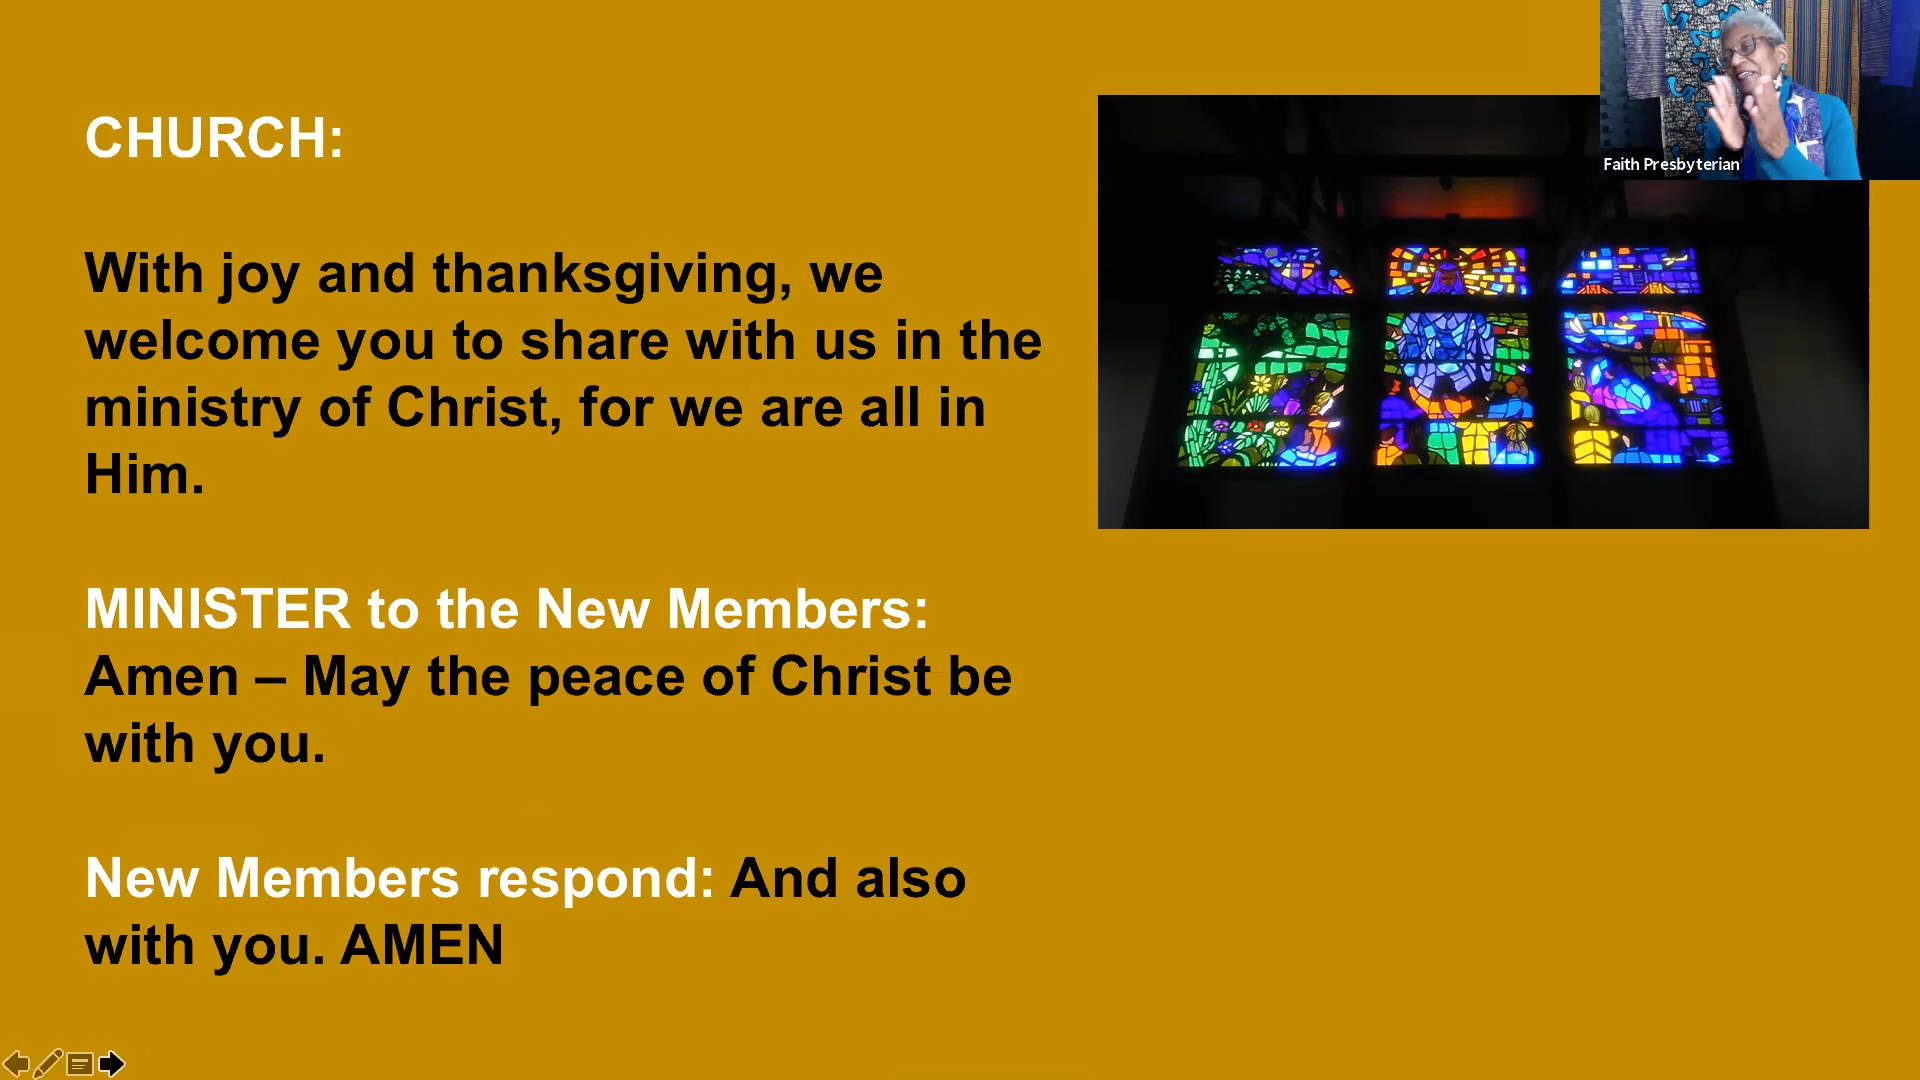 CHURCH:
With joy and thanksgiving, we
welcome you to share with us in the
ministry of Christ, for we are all in
Him.
MINISTER to the New Members:
Amen – May the peace of Christ be
with you.
New Members respond: And also
with you. AMEN
Faith Presbyterian